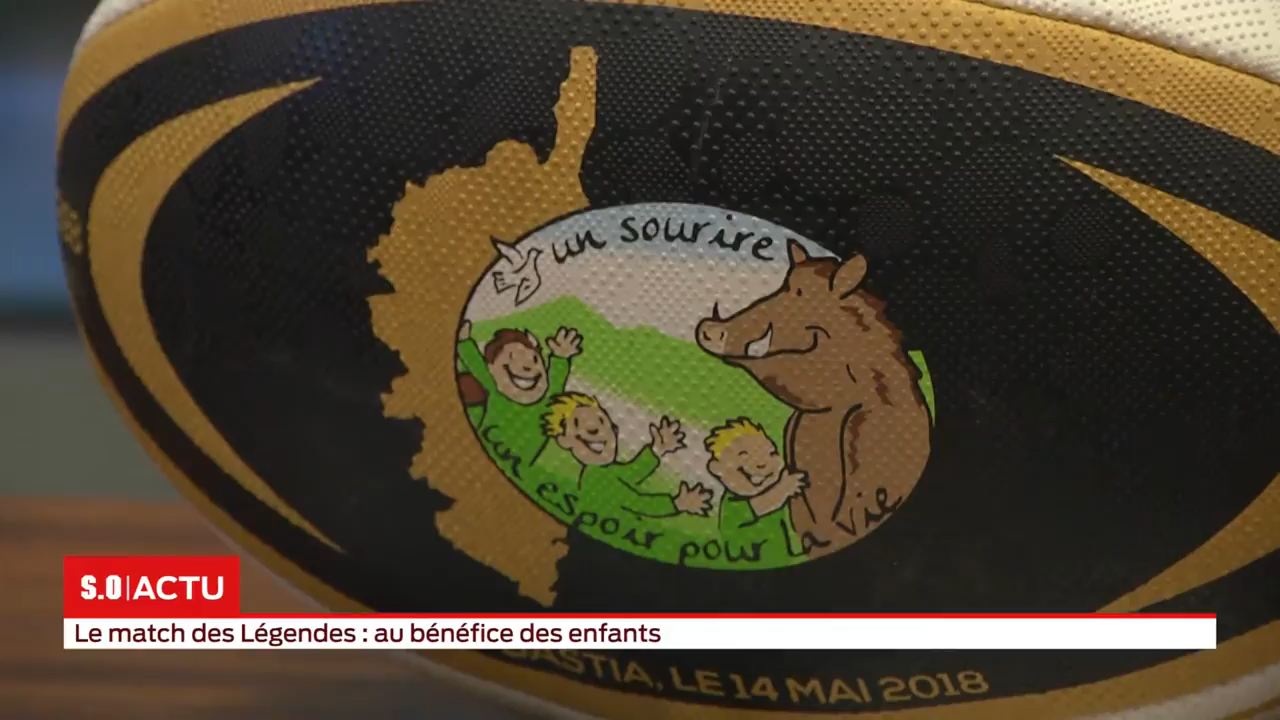 un sourire
un espoir pour la vie
S.O|ACTU
Le match des Légendes : au bénéfice des enfants
BASTIA, LE 14 MAI 2018